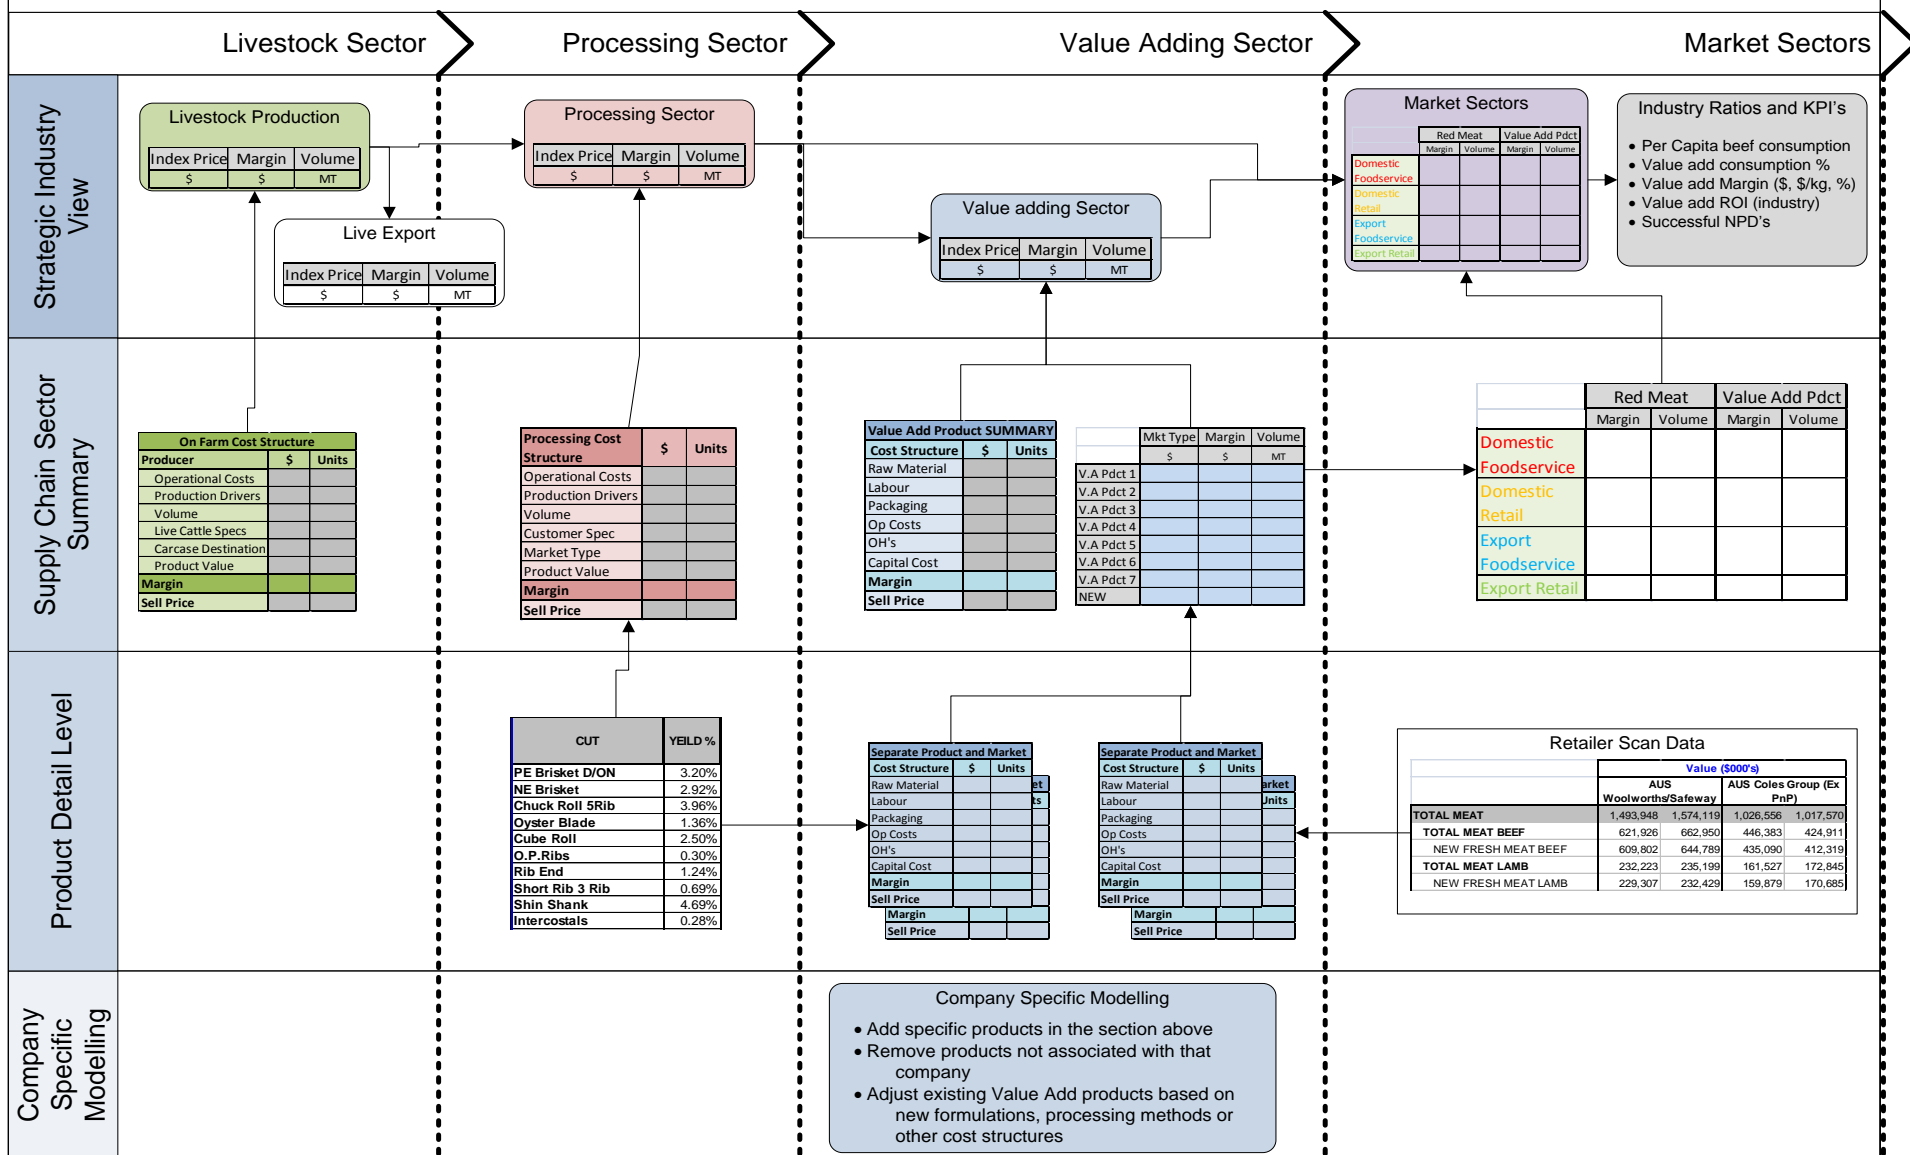 Livestock Sector
Processing Sector
Value Adding Sector
Market Sectors
Strategic Industry
View
Livestock Production
Index Price Margin Volume
$ $ MT
Live Export
Index Price Margin Volume
$ $ MT
Processing Sector
Index Price Margin Volume
$ $ MT
Value adding Sector
Index Price Margin Volume
$ $ MT
Market Sectors
Red Meat Value Add Pdct
Margin Volume Margin Volume
Domestic
Foodservice
Domestic
Retail
Export
Foodservice
Export Retail
Industry Ratios and KPI's
• Per Capita beef consumption
• Value add consumption %
• Value add Margin ($, $/kg, %)
• Value add ROI (industry)
• Successful NPD's
Supply Chain Sector
Summary
On Farm Cost Structure
Producer $ Units
Operational Costs
Production Drivers
Volume
Live Cattle Specs
Carcase Destination
Product Value
Margin
Sell Price
Processing Cost
Structure $ Units
Operational Costs
Production Drivers
Volume
Customer Spec
Market Type
Product Value
Margin
Sell Price
Value Add Product SUMMARY
Cost Structure $ Units
Raw Material
Labour
Packaging
Op Costs
OH's
Capital Cost
Margin
Sell Price
Mkt Type Margin Volume
$ $ MT
V.A Pdct 1
V.A Pdct 2
V.A Pdct 3
V.A Pdct 4
V.A Pdct 5
V.A Pdct 6
V.A Pdct 7
NEW
Red Meat Value Add Pdct
Margin Volume Margin Volume
Domestic
Foodservice
Domestic
Retail
Export
Foodservice
Export Retail
Product Detail Level
CUT YEILD %
PE Brisket D/ON 3.20%
NE Brisket 2.92%
Chuck Roll 5Rib 3.96%
Oyster Blade 1.36%
Cube Roll 2.50%
O.P.Ribs 0.30%
Rib End 1.24%
Short Rib 3 Rib 0.69%
Shin Shank 4.69%
Intercostals 0.28%
Separate Product and Market
Cost Structure $ Units
Raw Material
Labour
Packaging
Op Costs
OH's
Capital Cost
Margin
Sell Price
et
ts
Margin
Sell Price
Separate Product and Market
Cost Structure $ Units
Raw Material
Labour
Packaging
Op Costs
OH's
Capital Cost
Margin
Sell Price
arket
Units
Margin
Sell Price
Retailer Scan Data
Value ($000's)
AUS AUS Coles Group (Ex
Woolworths/Safeway PnP)
TOTAL MEAT 1,493,948 1,574,119 1,026,556 1,017,570
TOTAL MEAT BEEF 621,926 662,950 446,383 424,911
NEW FRESH MEAT BEEF 609,802 644,789 435,090 412,319
TOTAL MEAT LAMB 232,223 235,199 161,527 172,845
NEW FRESH MEAT LAMB 229,307 232,429 159,879 170,685
Company
Specific
Modelling
Company Specific Modelling
• Add specific products in the section above
• Remove products not associated with that
company
• Adjust existing Value Add products based on
new formulations, processing methods or
other cost structures